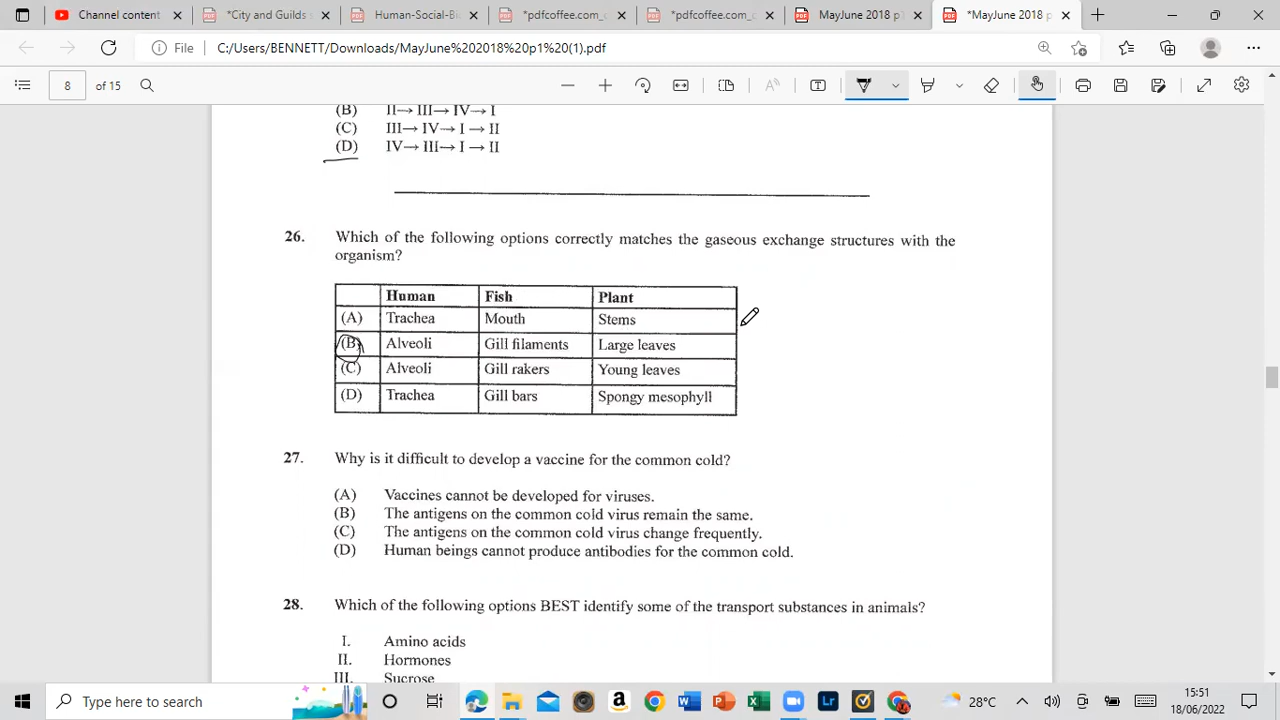 Content - YouTube Channel
*City and Guilds
Human-Social-Bi
*pdfcoffee.com_
*pdfcoffee.com_c
MayJune 2018 p
*MayJune 2018 p
File
C:/Users/BENNETT/Downloads/MayJune%202018%20p1%20(1).pdf
8 of 15
(B) II→ III→ IV→ I
(C) III→ IV→ I → II
(D) IV→ III→ I → II
26. Which of the following options correctly matches the gaseous exchange structures with the
organism?
Human Fish Plant
(A) Trachea Mouth Stems
(B) Alveoli Gill filaments Large leaves
(C) Alveoli Gill rakers Young leaves
(D) Trachea Gill bars Spongy mesophyll
27. Why is it difficult to develop a vaccine for the common cold?
(A) Vaccines cannot be developed for viruses.
(B) The antigens on the common cold virus remain the same.
(C) The antigens on the common cold virus change frequently.
(D) Human beings cannot produce antibodies for the common cold.
28. Which of the following options BEST identify some of the transport substances in animals?
I. Amino acids
II. Hormones
III. Sucrose
Type here to search
28°C
15:51
18/06/2022